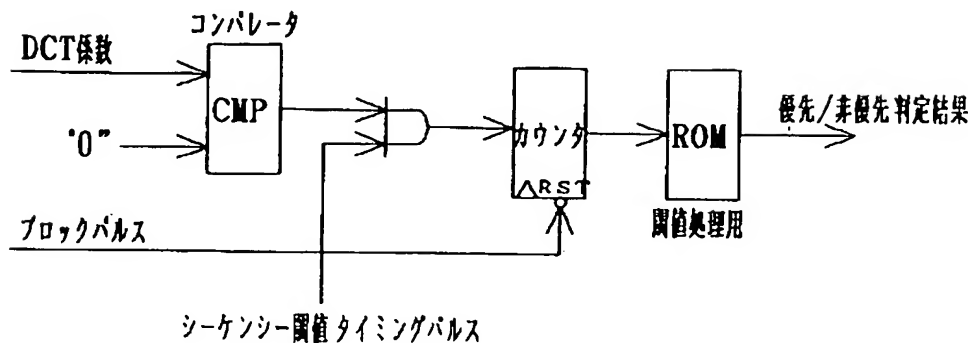 コンパレータ
DCT係数
CMP
"0"
カウンタ
△RST
ROM
優先/非優先判定結果
閾値処理用
ブロックパルス
シーケンシー閾値タイミングパルス